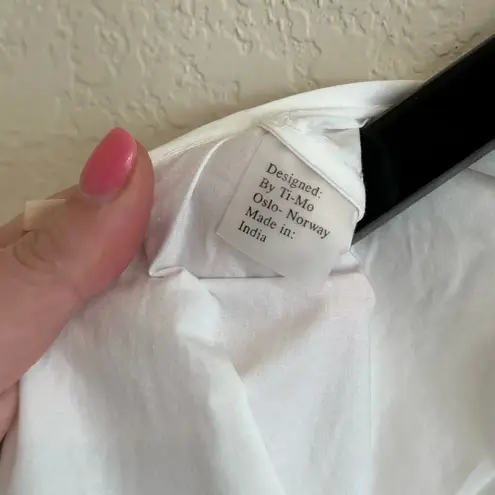 Designed:
By Ti-Mo
Oslo- Norway
Made in:
India